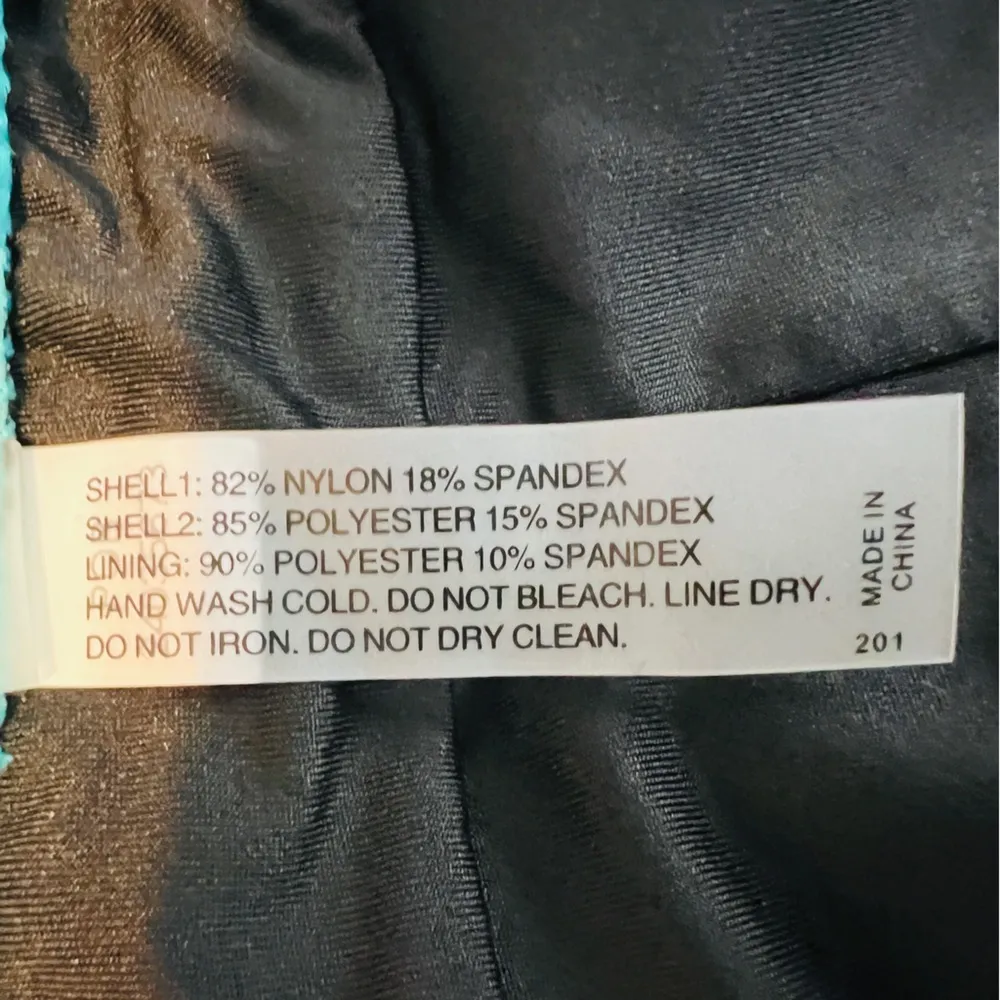 SHELL1: 82% NYLON 18% SPANDEX
SHELL2: 85% POLYESTER 15% SPANDEX
LINING: 90% POLYESTER 10% SPANDEX
HAND WASH COLD. DO NOT BLEACH. LINE DRY.
DO NOT IRON. DO NOT DRY CLEAN.
MADE IN
CHINA
201